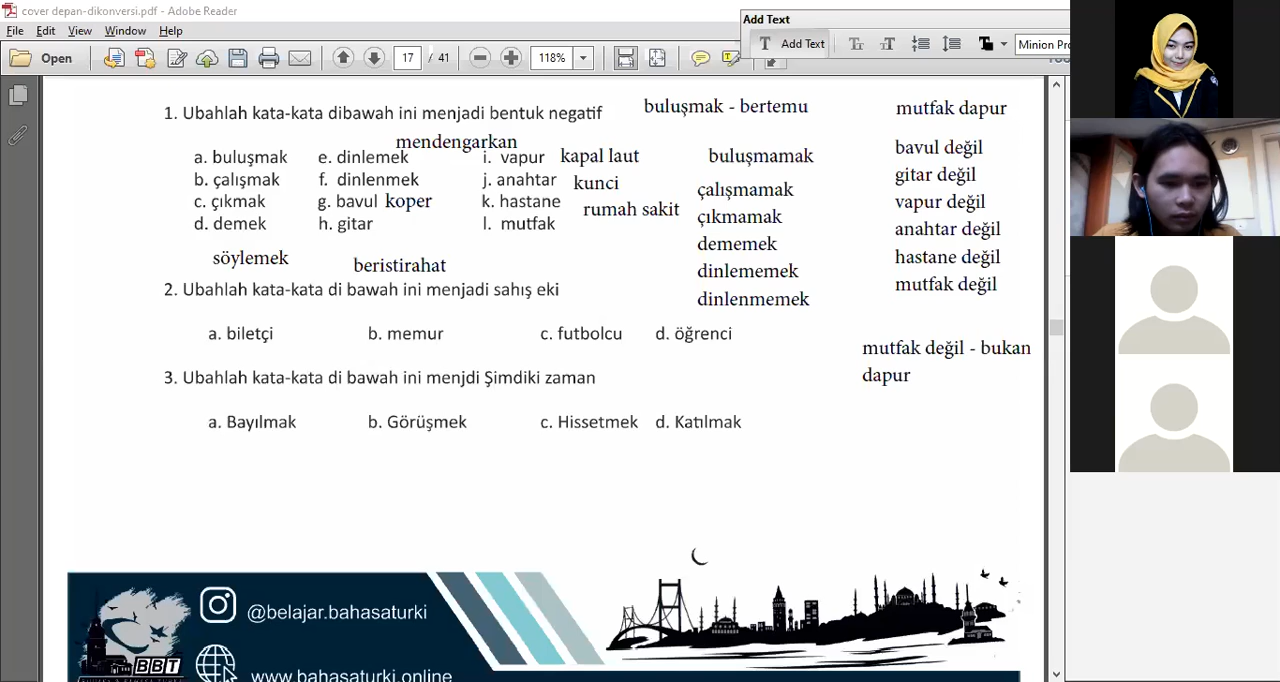 cover depan-dikonversi.pdf - Adobe Reader
File Edit View Window Help
Add Text
Open 17 / 41 118% Add Text Minion Pro
1. Ubahlah kata-kata dibawah ini menjadi bentuk negatif
buluşmak - bertemu
mutfak dapur
mendengarkan
a. buluşmak e. dinlemek i. vapur kapal laut
b. çalışmak f. dinlenmek j. anahtar kunci
c. çıkmak g. bavul koper k. hastane rumah sakit
d. demek h. gitar l. mutfak
söylemek beristirahat
buluşmamak
çalışmamak
çıkmamak
dememek
dinlememek
dinlenmemek
bavul değil
gitar değil
vapur değil
anahtar değil
hastane değil
mutfak değil
2. Ubahlah kata-kata di bawah ini menjadi sahış eki
a. biletçi b. memur c. futbolcu d. öğrenci
mutfak değil - bukan
dapur
3. Ubahlah kata-kata di bawah ini menjdi Şimdiki zaman
a. Bayılmak b. Görüşmek c. Hissetmek d. Katılmak
@belajar.bahasaturki
BBT
www.bahasaturki.online